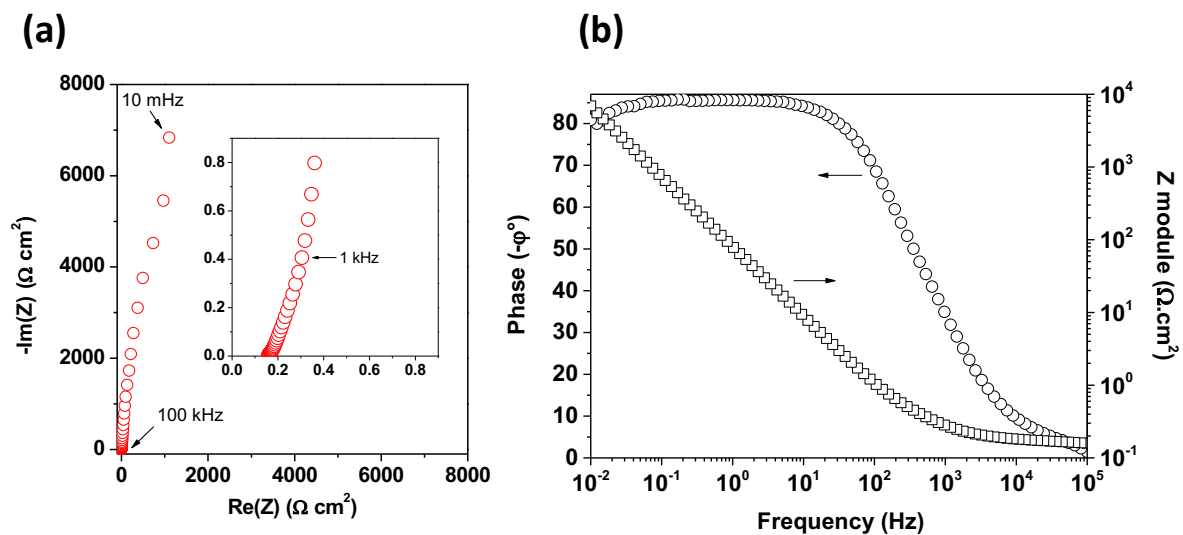 (a)
(b)
8000
6000
4000
2000
0
-Im(Z) (Ω cm²)
10 mHz
100 kHz
0.8
0.6
0.4
0.2
0.0
1 kHz
0.0 0.2 0.4 0.6 0.8
0 2000 4000 6000 8000
Re(Z) (Ω cm²)
80
70
60
50
40
30
20
10
0
Phase (-φ°)
10⁴
10³
10²
10¹
10⁰
10⁻¹
Z module (Ω.cm²)
10⁻² 10⁻¹ 10⁰ 10¹ 10² 10³ 10⁴ 10⁵
Frequency (Hz)